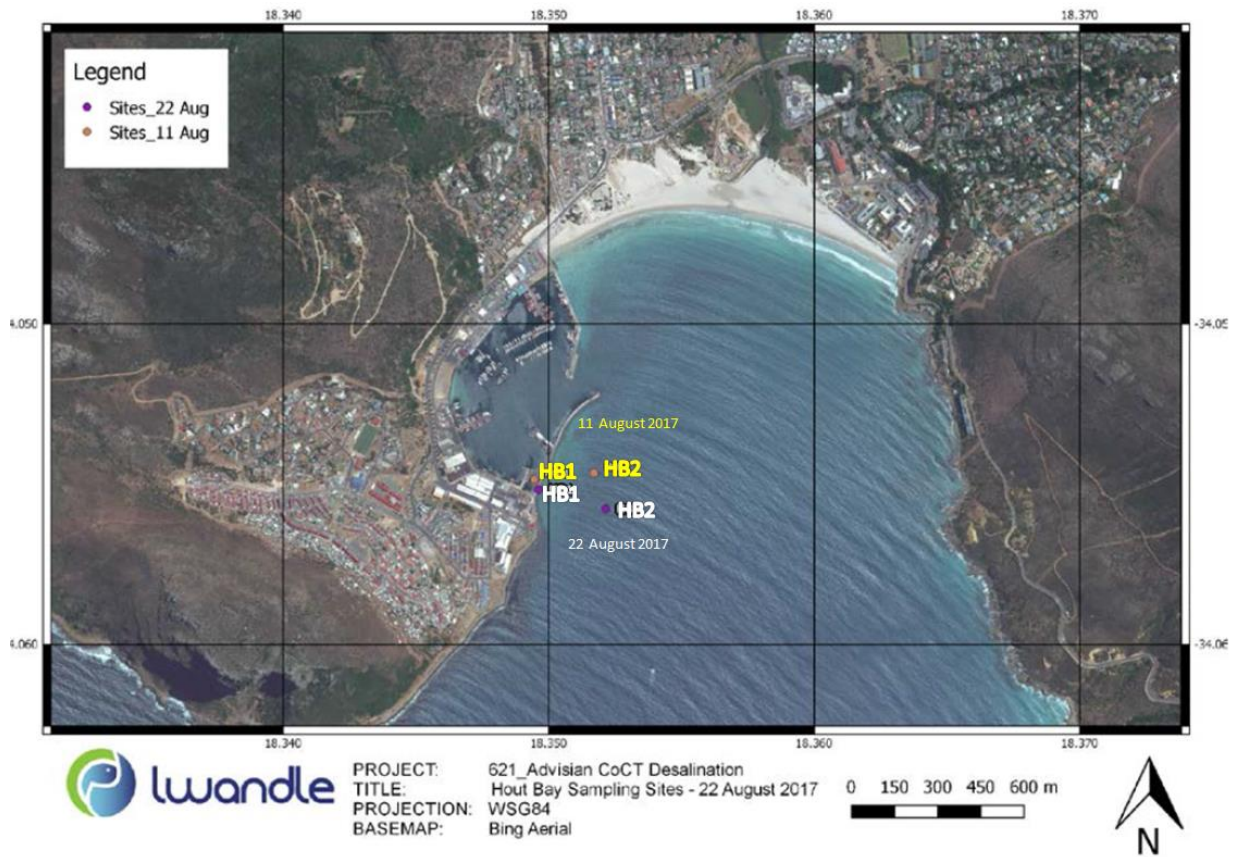 18.340 18.350 18.360 18.370
Legend
Sites_22 Aug
Sites_11 Aug
4.050 -34.05
11 August 2017
HB1 HB2
HB1
HB2
22 August 2017
4.060 -34.06
18.340 18.350 18.360 18.370
lwandle
PROJECT: 621_Advisian CoCT Desalination
TITLE: Hout Bay Sampling Sites - 22 August 2017
PROJECTION: WSG84
BASEMAP: Bing Aerial
0 150 300 450 600 m
N